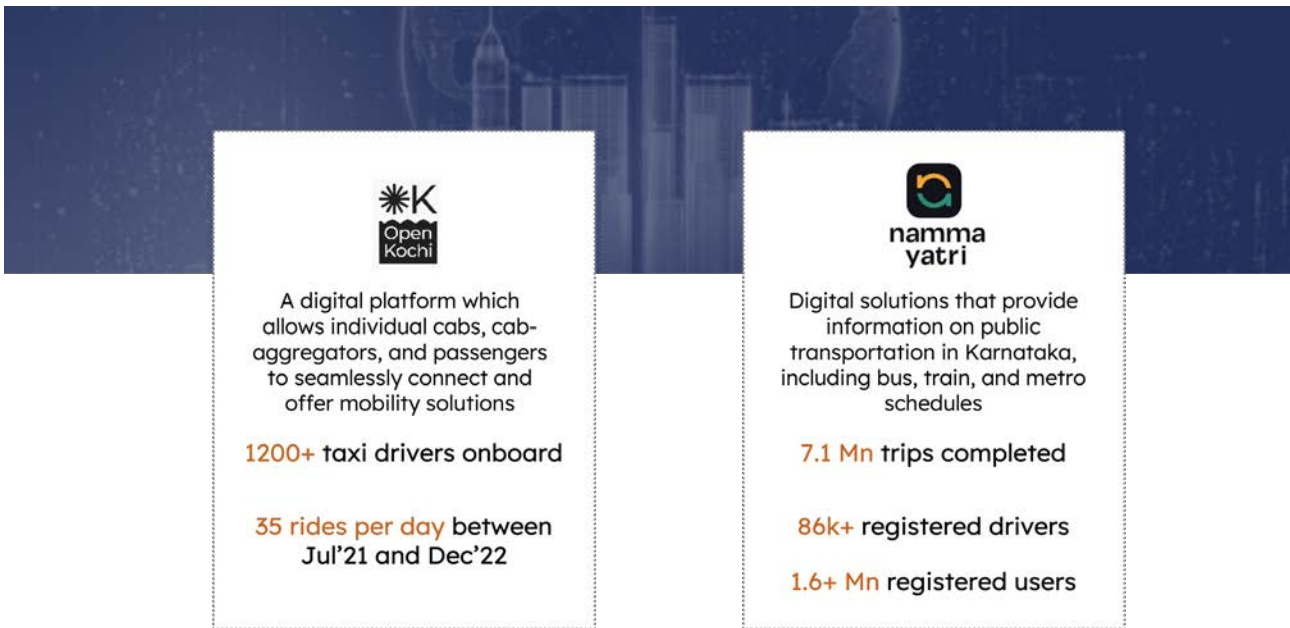 K
Open
Kochi
A digital platform which
allows individual cabs, cab-
aggregators, and passengers
to seamlessly connect and
offer mobility solutions
1200+ taxi drivers onboard
35 rides per day between
Jul’21 and Dec’22
namma
yatri
Digital solutions that provide
information on public
transportation in Karnataka,
including bus, train, and metro
schedules
7.1 Mn trips completed
86k+ registered drivers
1.6+ Mn registered users